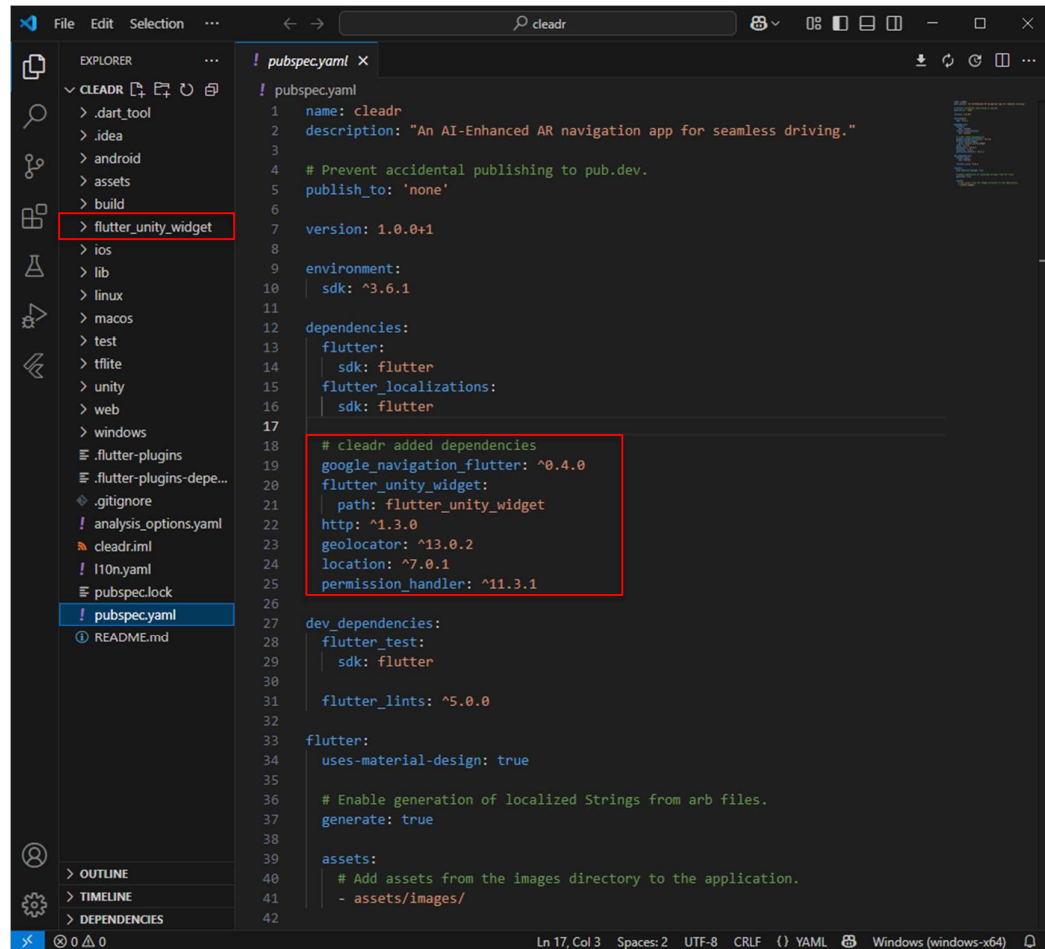 File Edit Selection ··· cleadr
EXPLORER ···
CLEADR
.dart_tool
.idea
android
assets
build
flutter_unity_widget
ios
lib
linux
macos
test
tflite
unity
web
windows
.flutter-plugins
.flutter-plugins-depe...
.gitignore
analysis_options.yaml
cleadr.iml
l10n.yaml
pubspec.lock
pubspec.yaml
README.md
OUTLINE
TIMELINE
DEPENDENCIES
! pubspec.yaml
! pubspec.yaml
1 name: cleadr
2 description: "An AI-Enhanced AR navigation app for seamless driving."
3
4 # Prevent accidental publishing to pub.dev.
5 publish_to: 'none'
6
7 version: 1.0.0+1
8
9 environment:
10 sdk: ^3.6.1
11
12 dependencies:
13 flutter:
14 sdk: flutter
15 flutter_localizations:
16 sdk: flutter
17
18 # cleadr added dependencies
19 google_navigation_flutter: ^0.4.0
20 flutter_unity_widget:
21 path: flutter_unity_widget
22 http: ^1.3.0
23 geolocator: ^13.0.2
24 location: ^7.0.1
25 permission_handler: ^11.3.1
26
27 dev_dependencies:
28 flutter_test:
29 sdk: flutter
30
31 flutter_lints: ^5.0.0
32
33 flutter:
34 uses-material-design: true
35
36 # Enable generation of localized Strings from arb files.
37 generate: true
38
39 assets:
40 # Add assets from the images directory to the application.
41 - assets/images/
42
0 0 Ln 17, Col 3 Spaces: 2 UTF-8 CRLF {} YAML Windows (windows-x64)